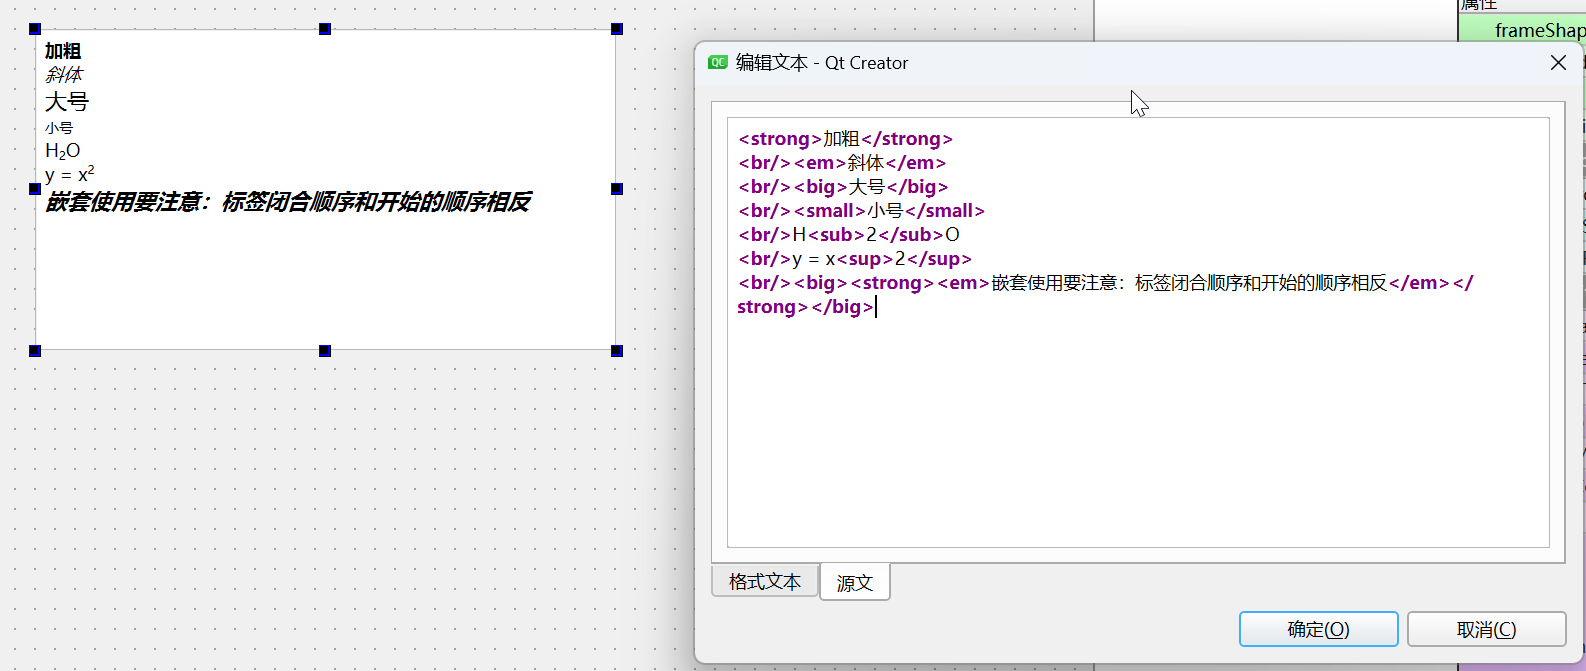 属性
frameShap
加粗
斜体
大号
小号
H₂O
y = x²
嵌套使用要注意：标签闭合顺序和开始的顺序相反
QC 编辑文本 - Qt Creator
<strong>加粗</strong>
<br/><em>斜体</em>
<br/><big>大号</big>
<br/><small>小号</small>
<br/>H<sub>2</sub>O
<br/>y = x<sup>2</sup>
<br/><big><strong><em>嵌套使用要注意：标签闭合顺序和开始的顺序相反</em></
strong></big>
格式文本 源文
确定(O) 取消(C)